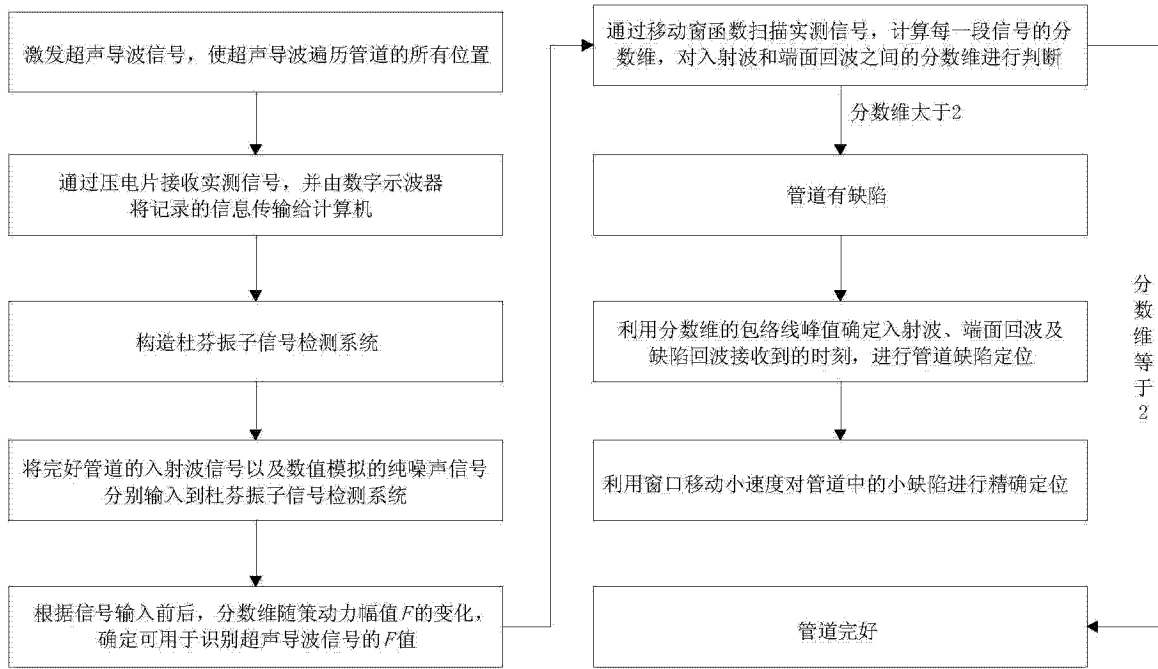 激发超声导波信号，使超声导波遍历管道的所有位置
通过压电片接收实测信号，并由数字示波器
将记录的信息传输给计算机
构造杜芬振子信号检测系统
将完好管道的入射波信号以及数值模拟的纯噪声信号
分别输入到杜芬振子信号检测系统
根据信号输入前后，分数维随策动力幅值F的变化，
确定可用于识别超声导波信号的F值
通过移动窗函数扫描实测信号，计算每一段信号的分
数维，对入射波和端面回波之间的分数维进行判断
分数维大于2
管道有缺陷
利用分数维的包络线峰值确定入射波、端面回波及
缺陷回波接收到的时刻，进行管道缺陷定位
利用窗口移动小速度对管道中的小缺陷进行精确定位
分数维等于2
管道完好